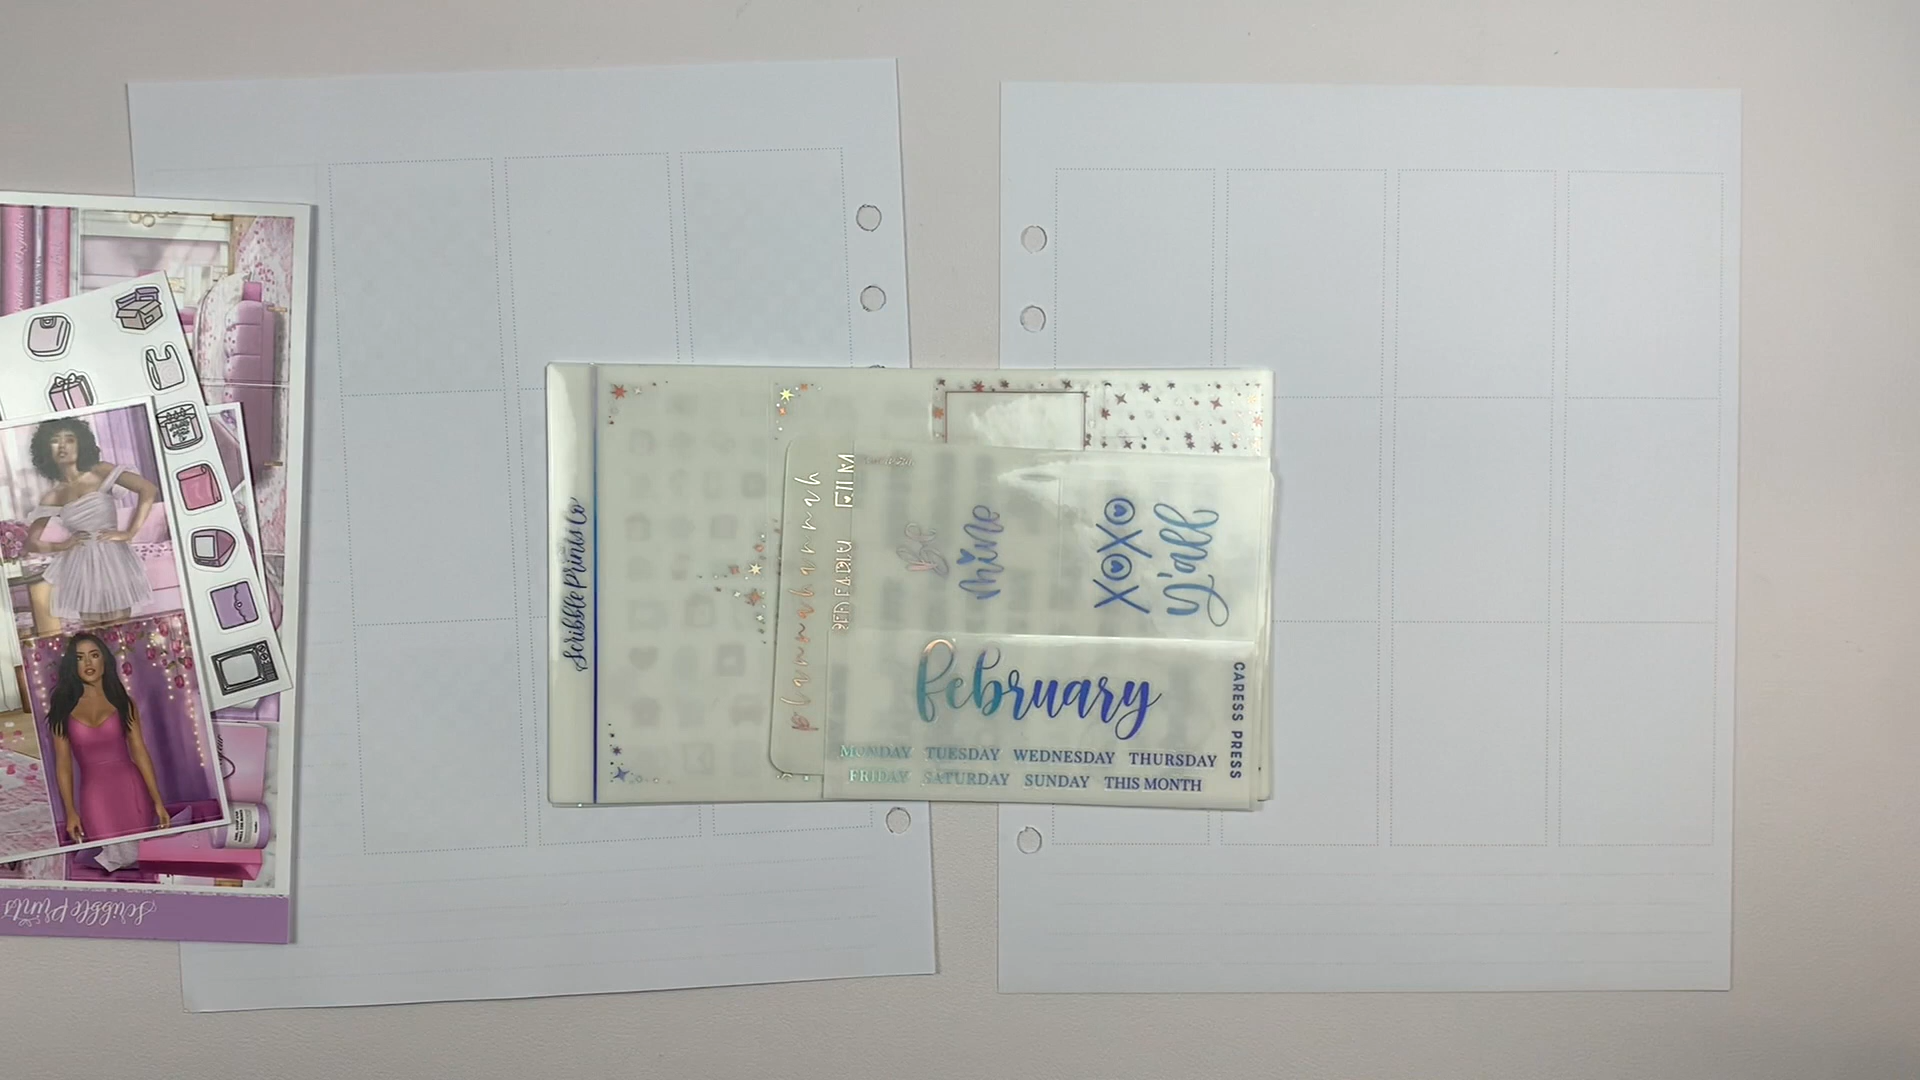 Scribble Prints Co
plannahannah
Be
mine
XOXO
y'all
February
MONDAY TUESDAY WEDNESDAY THURSDAY
FRIDAY SATURDAY SUNDAY THIS MONTH
CARESS PRESS
Scribble Prints